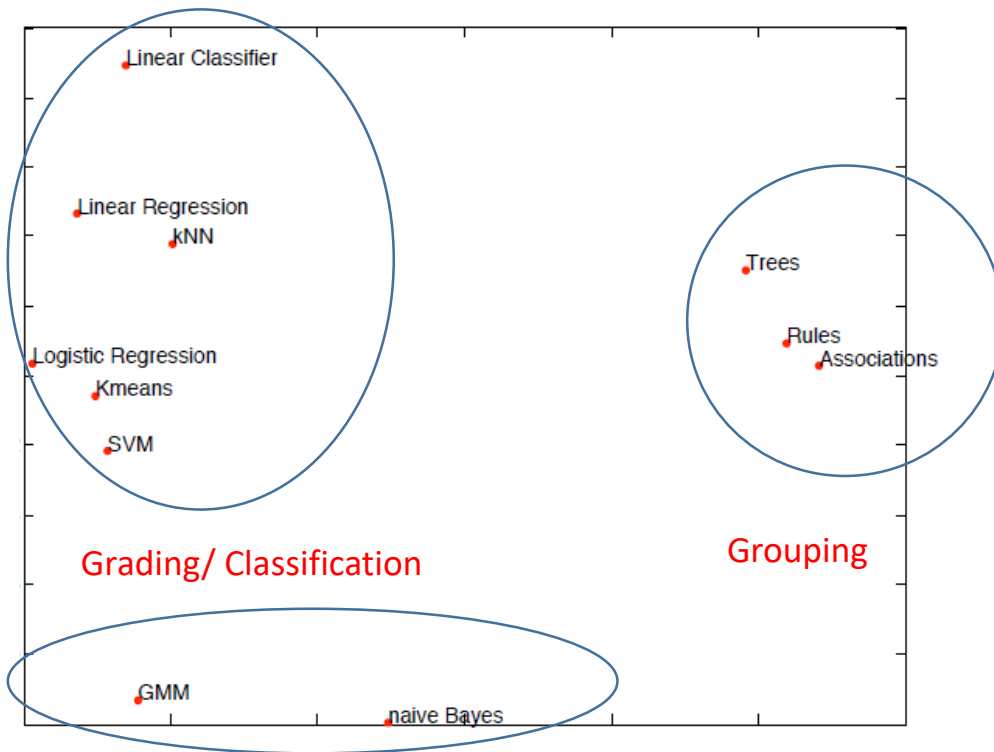 Linear Classifier
Linear Regression
kNN
Trees
Rules
Associations
Logistic Regression
Kmeans
SVM
Grading/ Classification
Grouping
GMM
naive Bayes